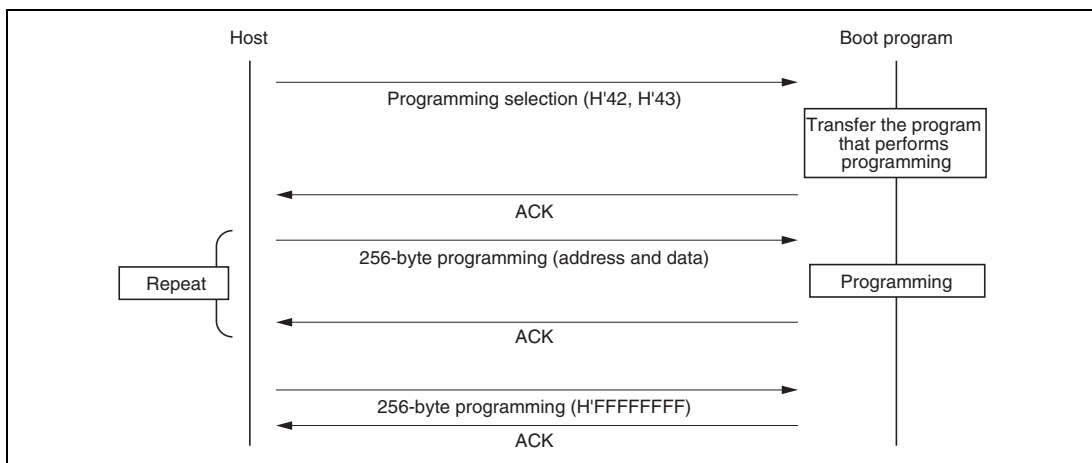 Host
Boot program
Programming selection (H'42, H'43)
Transfer the program
that performs
programming
ACK
256-byte programming (address and data)
Repeat
Programming
ACK
256-byte programming (H'FFFFFFFF)
ACK